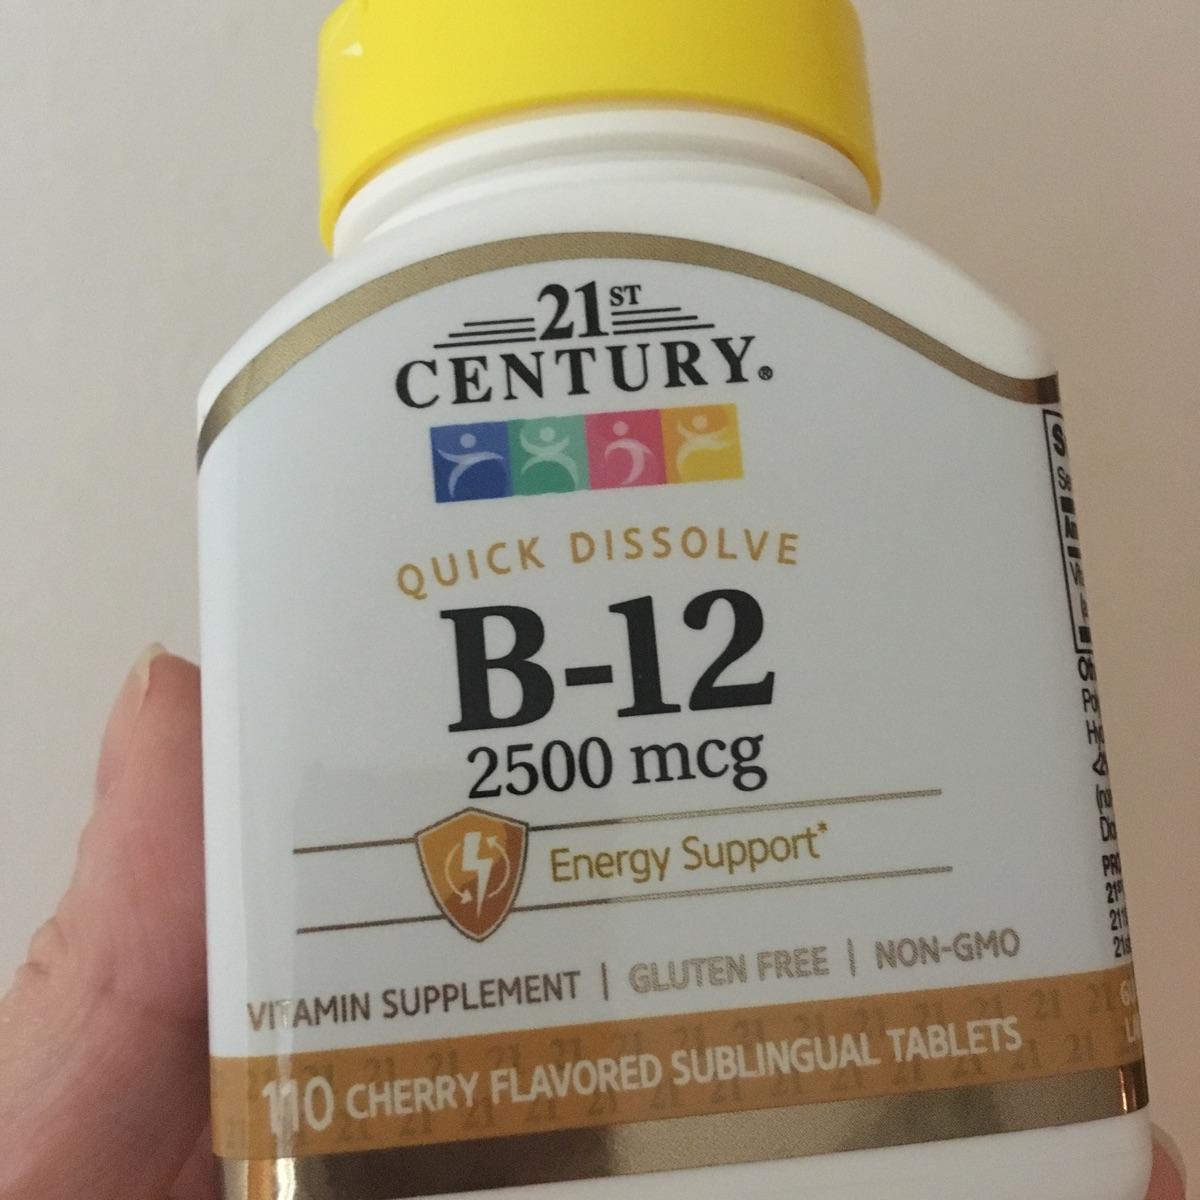 21ST
CENTURY®
QUICK DISSOLVE
B-12
2500 mcg
Energy Support*
VITAMIN SUPPLEMENT | GLUTEN FREE | NON-GMO
110 CHERRY FLAVORED SUBLINGUAL TABLETS